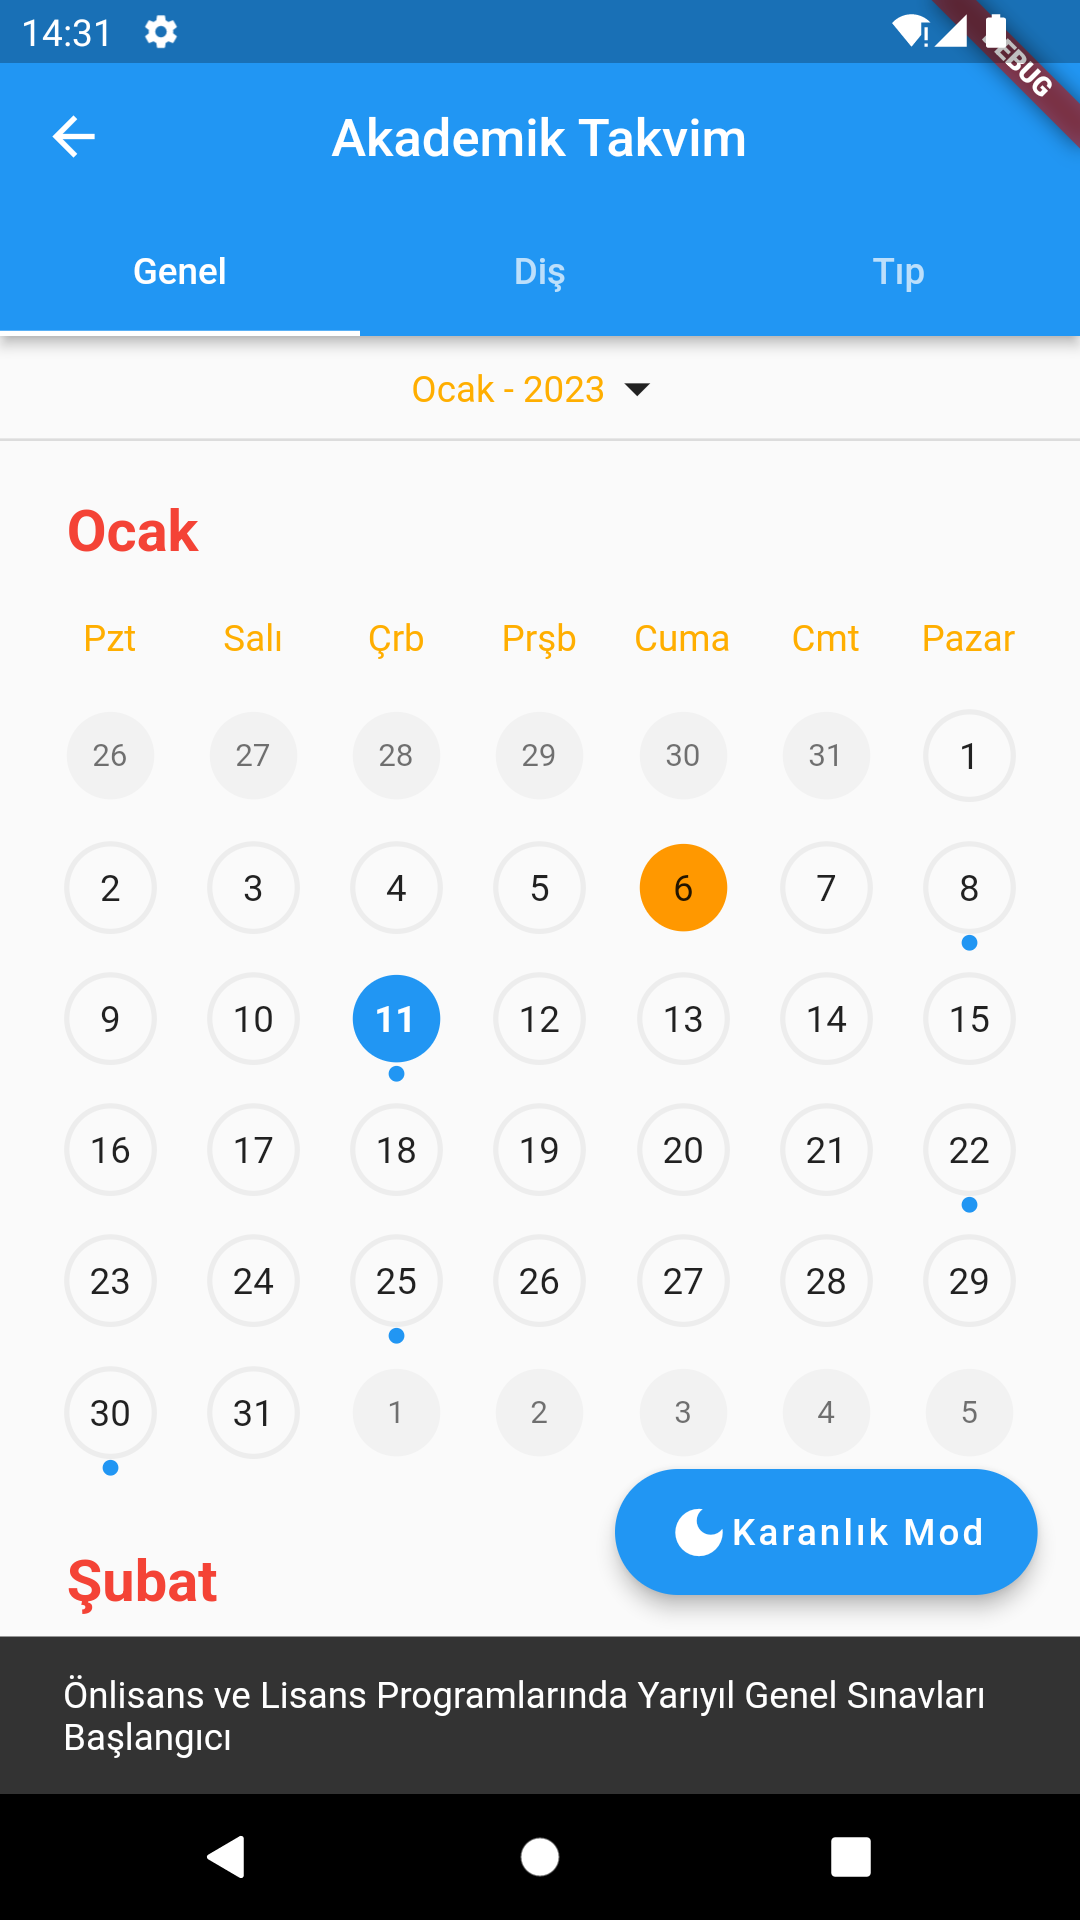 14:31
DEBUG
Akademik Takvim
Genel Diş Tıp
Ocak - 2023
Ocak
Pzt Salı Çrb Prşb Cuma Cmt Pazar
26 27 28 29 30 31 1
2 3 4 5 6 7 8
9 10 11 12 13 14 15
16 17 18 19 20 21 22
23 24 25 26 27 28 29
30 31 1 2 3 4 5
Karanlık Mod
Şubat
Önlisans ve Lisans Programlarında Yarıyıl Genel Sınavları
Başlangıcı